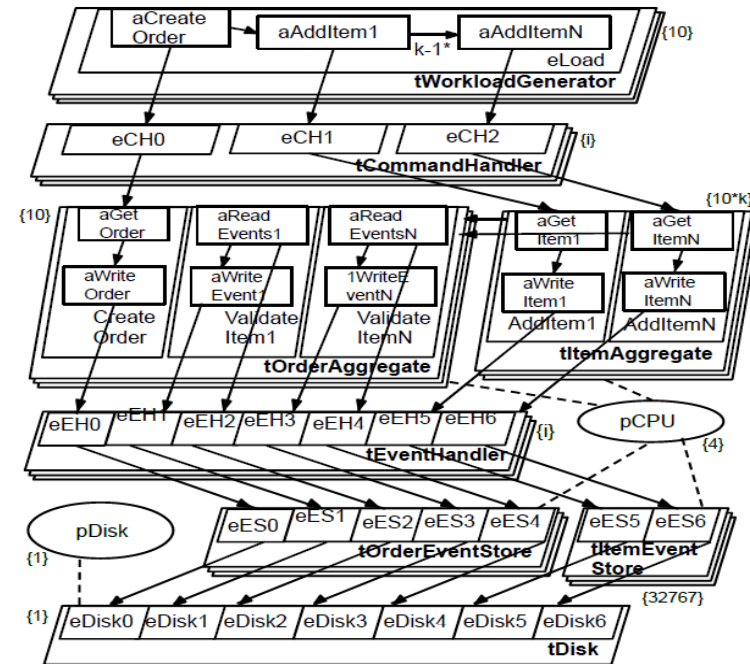 aCreate
Order
aAddItem1
aAddItemN
k-1*
{10}
eLoad
tWorkloadGenerator
eCH0
eCH1
eCH2
{i}
tCommandHandler
{10}
{10*k}
aGet
Order
aRead
Events1
aRead
EventsN
aGet
Item1
aGet
ItemN
aWrite
Order
aWrite
Event1
1WriteE
ventN
aWrite
Item1
aWrite
ItemN
Create
Order
Validate
Item1
Validate
ItemN
AddItem1
AddItemN
tOrderAggregate
tItemAggregate
eEH0
eEH1
eEH2
eEH3
eEH4
eEH5
eEH6
{i}
tEventHandler
pCPU
{4}
pDisk
{1}
eES0
eES1
eES2
eES3
eES4
eES5
eES6
tOrderEventStore
tItemEvent
Store
{32767}
{1}
eDisk0
eDisk1
eDisk2
eDisk3
eDisk4
eDisk5
eDisk6
tDisk